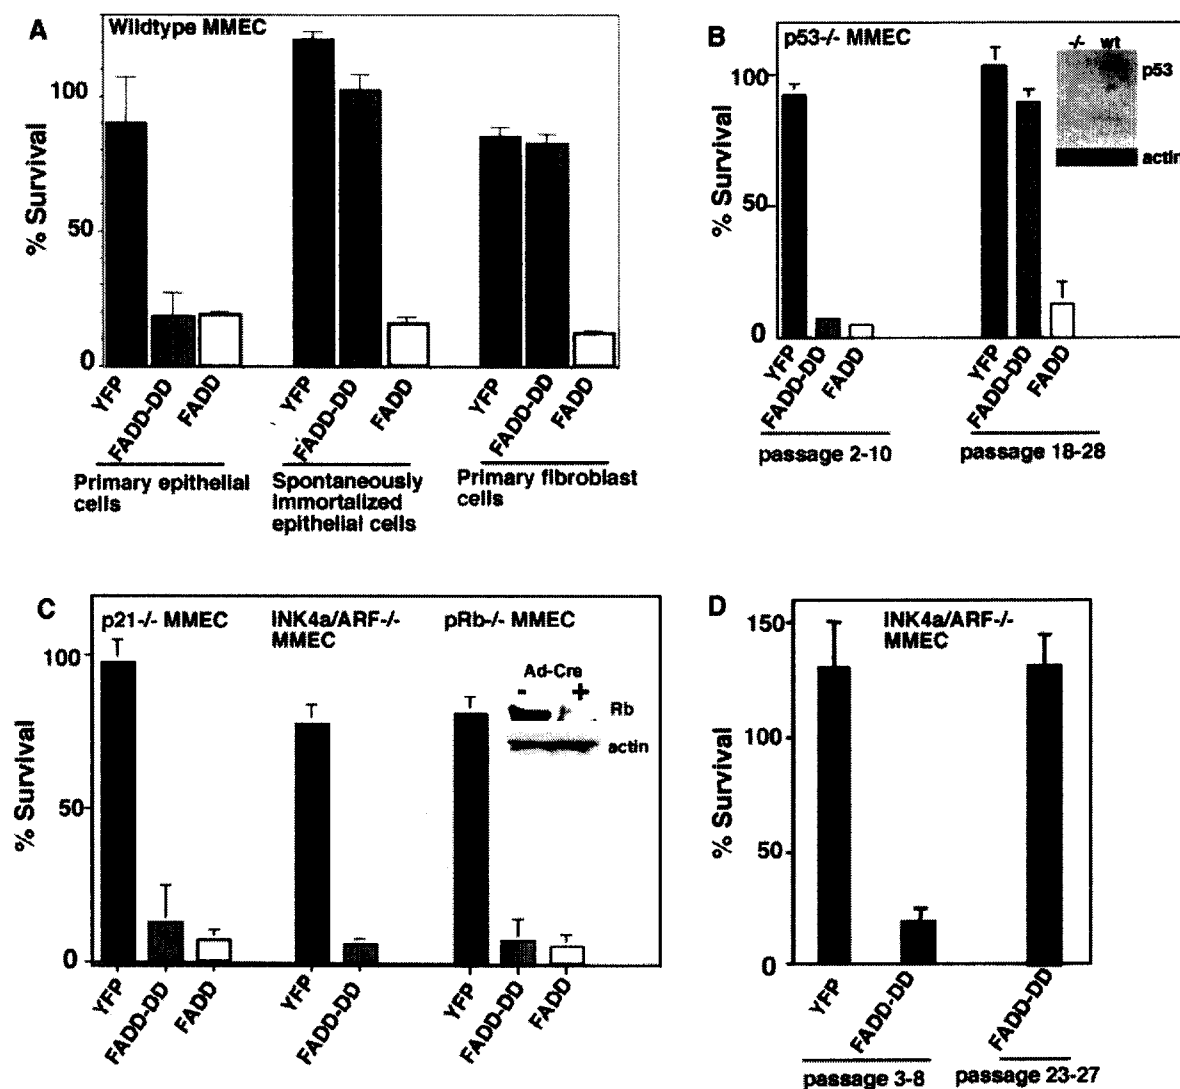 A
Wildtype MMEC
% Survival
100
50
0
YFP
FADD-DD
FADD
YFP
FADD-DD
FADD
YFP
FADD-DD
FADD
Primary epithelial
cells
Spontaneously
immortalized
epithelial cells
Primary fibroblast
cells
B
p53-/- MMEC
-/- wt
p53
actin
% Survival
100
50
0
YFP
FADD-DD
FADD
YFP
FADD-DD
FADD
passage 2-10
passage 18-28
C
p21-/- MMEC
INK4a/ARF-/-
MMEC
pRb-/- MMEC
Ad-Cre
- +
Rb
actin
% Survival
100
50
0
YFP
FADD-DD
FADD
YFP
FADD-DD
YFP
FADD-DD
FADD
D
INK4a/ARF-/-
MMEC
% Survival
150
100
50
0
YFP
FADD-DD
FADD-DD
passage 3-8
passage 23-27